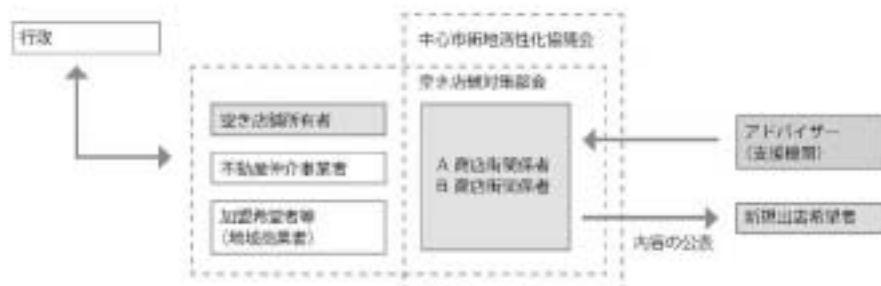 行政
中心市街地活性化協議会
空き店舗対策部会
空き店舗所有者
不動産仲介事業者
加盟希望者等
(地域商業者)
A 商店街関係者
B 商店街関係者
アドバイザー
(支援機関)
新規出店希望者
内容の公表